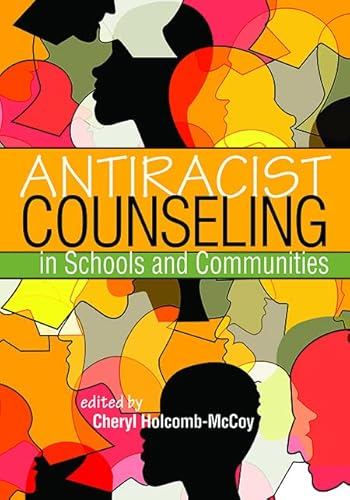 ANTIRACIST
COUNSELING
in Schools and Communities
edited by
Cheryl Holcomb-McCoy